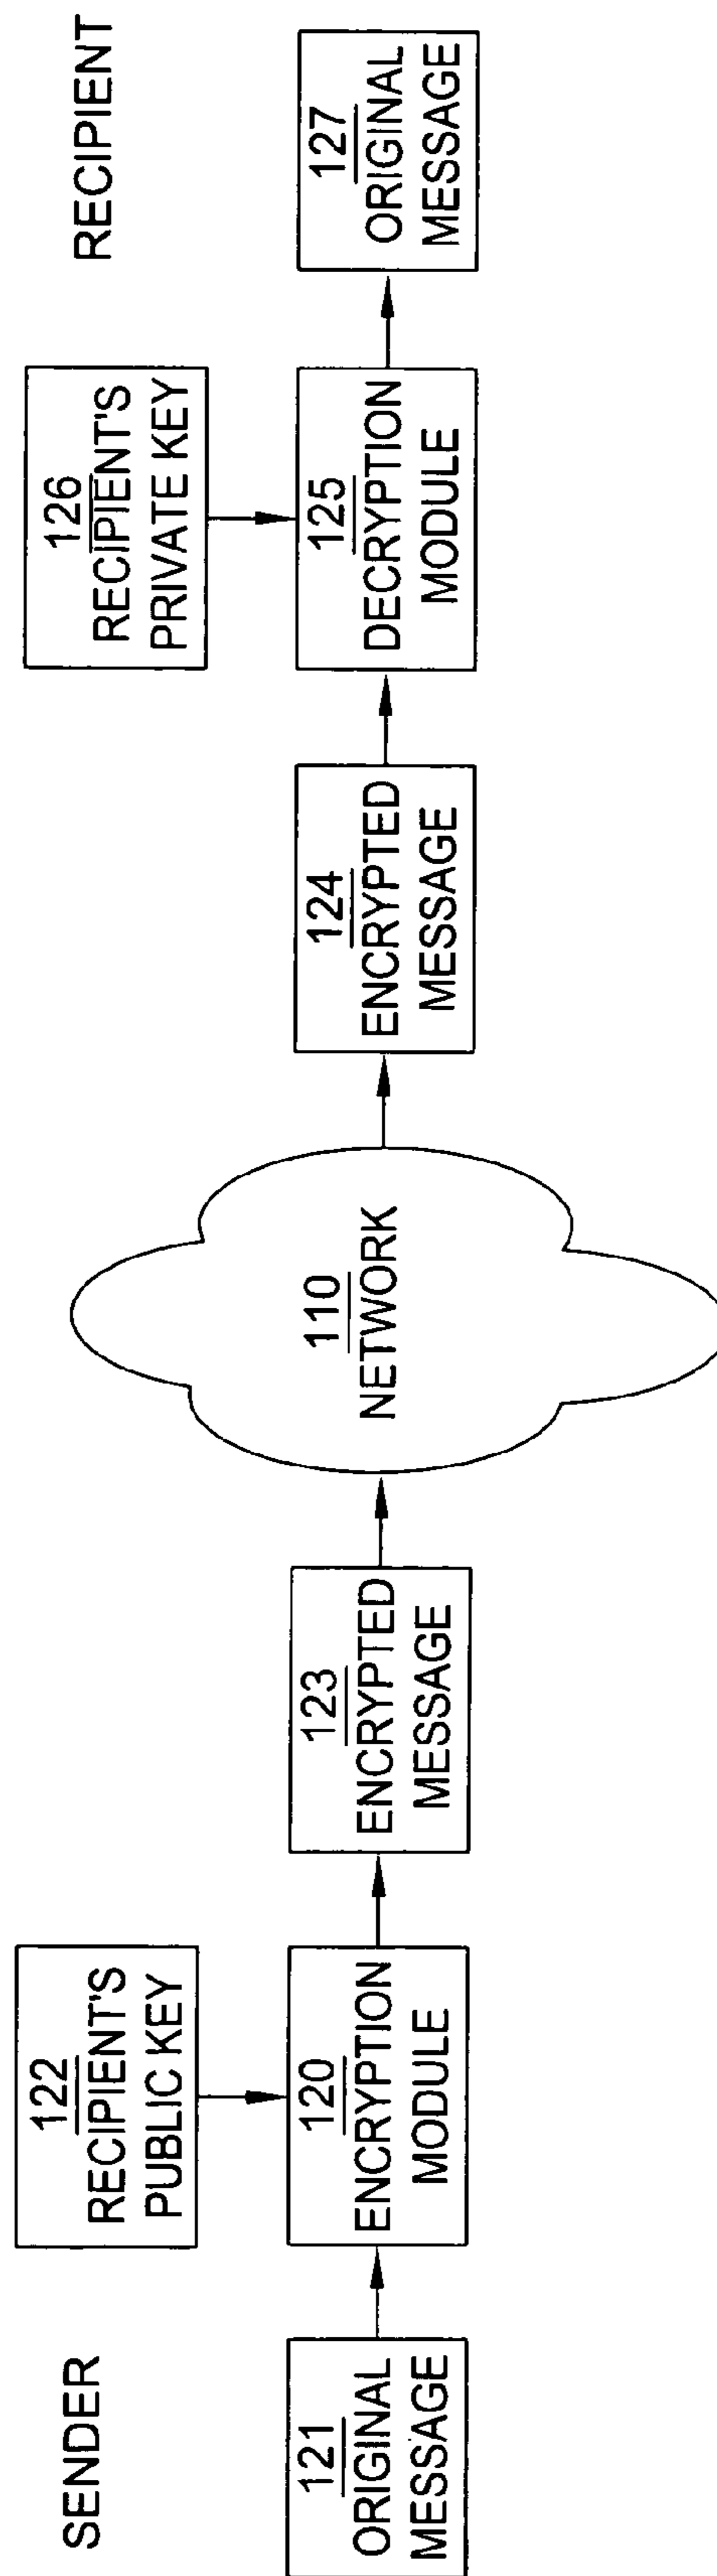 SENDER
RECIPIENT
122
RECIPIENT'S
PUBLIC KEY
126
RECIPIENT'S
PRIVATE KEY
121
ORIGINAL
MESSAGE
120
ENCRYPTION
MODULE
123
ENCRYPTED
MESSAGE
110
NETWORK
124
ENCRYPTED
MESSAGE
125
DECRYPTION
MODULE
127
ORIGINAL
MESSAGE